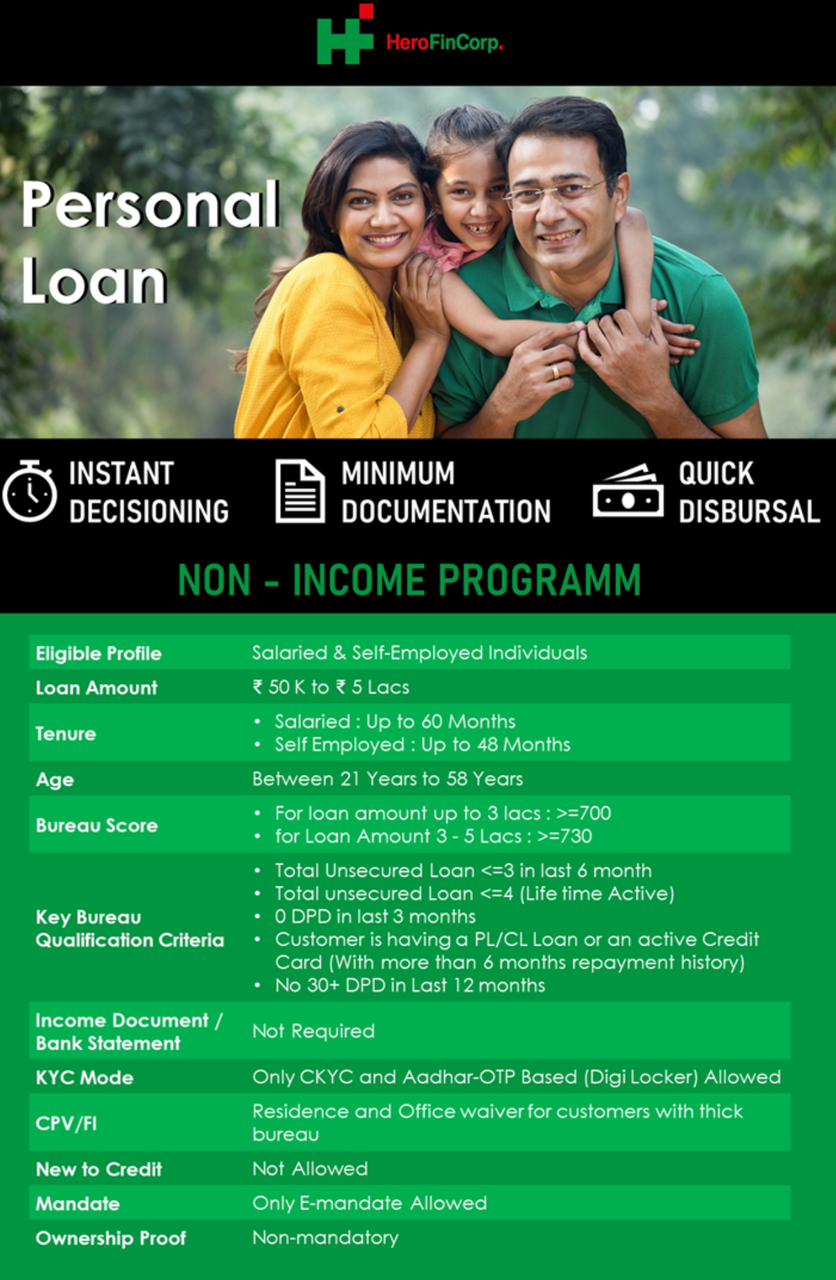 HeroFinCorp.
Personal
Loan
INSTANT
DECISIONING
MINIMUM
DOCUMENTATION
QUICK
DISBURSAL
NON - INCOME PROGRAMM
Eligible Profile Salaried & Self-Employed Individuals
Loan Amount ₹ 50 K to ₹ 5 Lacs
Tenure
• Salaried : Up to 60 Months
• Self Employed : Up to 48 Months
Age Between 21 Years to 58 Years
Bureau Score
• For loan amount up to 3 lacs : >=700
• for Loan Amount 3 - 5 Lacs : >=730
Key Bureau
Qualification Criteria
• Total Unsecured Loan <=3 in last 6 month
• Total unsecured Loan <=4 (Life time Active)
• 0 DPD in last 3 months
• Customer is having a PL/CL Loan or an active Credit
Card (With more than 6 months repayment history)
• No 30+ DPD in Last 12 months
Income Document /
Bank Statement
Not Required
KYC Mode Only CKYC and Aadhar-OTP Based (Digi Locker) Allowed
CPV/FI
Residence and Office waiver for customers with thick
bureau
New to Credit Not Allowed
Mandate Only E-mandate Allowed
Ownership Proof Non-mandatory